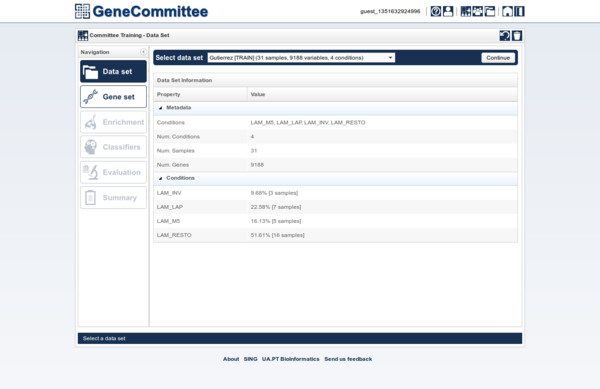 GeneCommittee
guest_1351632924996
Committee Training - Data Set
Navigation
Data set
Gene set
Enrichment
Classifiers
Evaluation
Summary
Select data set
Gutierrez [TRAIN] (31 samples, 9188 variables, 4 conditions)
Continue
Data Set Information
Property Value
Metadata
Conditions LAM_M5, LAM_LAP, LAM_INV, LAM_RESTO
Num. Conditions 4
Num. Samples 31
Num. Genes 9188
Conditions
LAM_INV 9.68% [3 samples]
LAM_LAP 22.58% [7 samples]
LAM_M5 16.13% [5 samples]
LAM_RESTO 51.61% [16 samples]
Select a data set
About SING UA.PT Bioinformatics Send us feedback